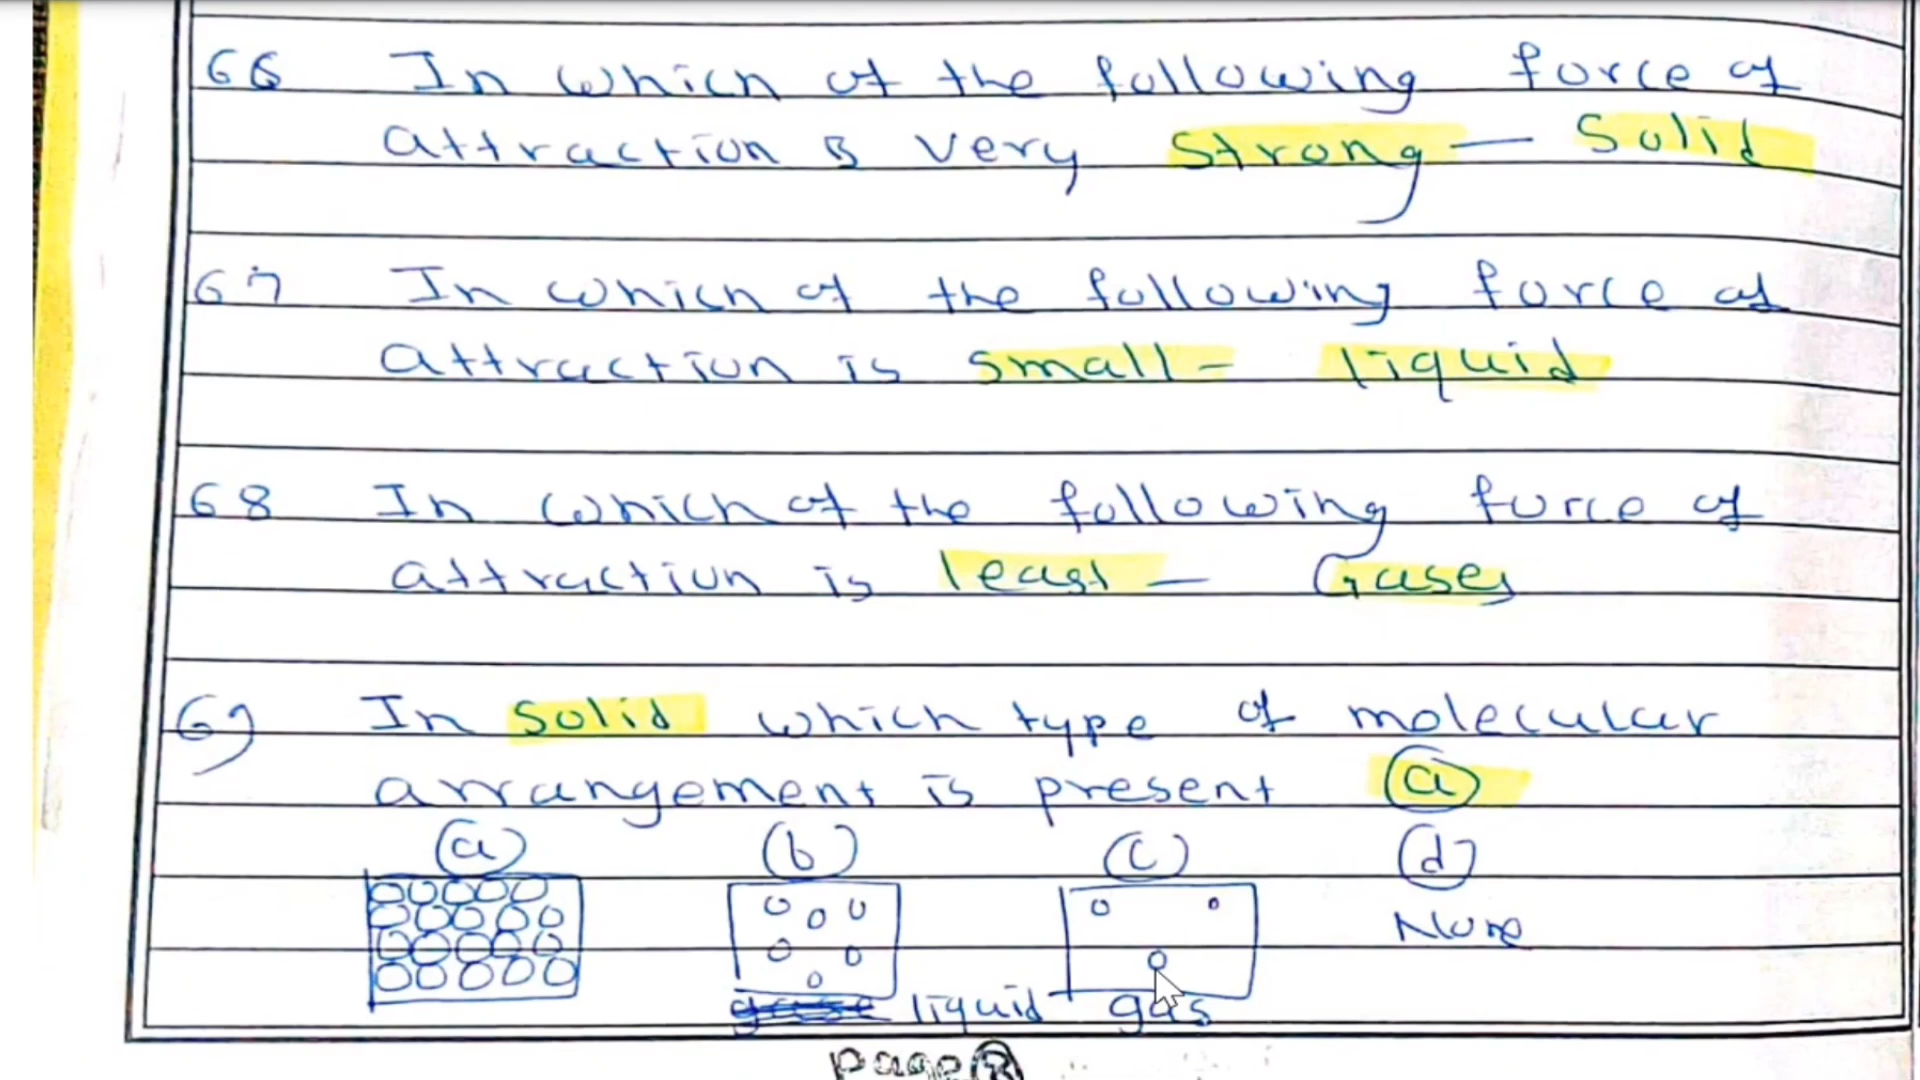 66 In which of the following force of
attraction is very strong — Solid
67 In which of the following force of
attraction is small - liquid
68 In which of the following force of
attraction is least — Gases
69 In solid which type of molecular
arrangement is present (a)
(a) (b) (c) (d)
None
liquid gas
page